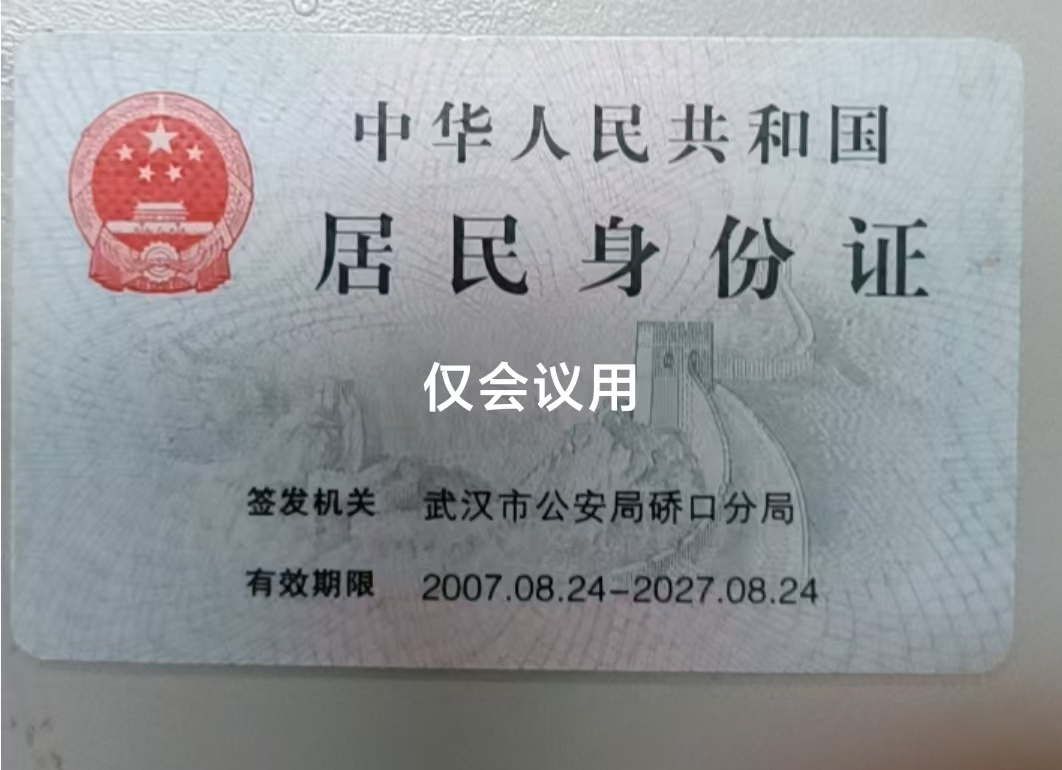 中华人民共和国
居民身份证
仅会议用
签发机关 武汉市公安局硚口分局
有效期限 2007.08.24-2027.08.24